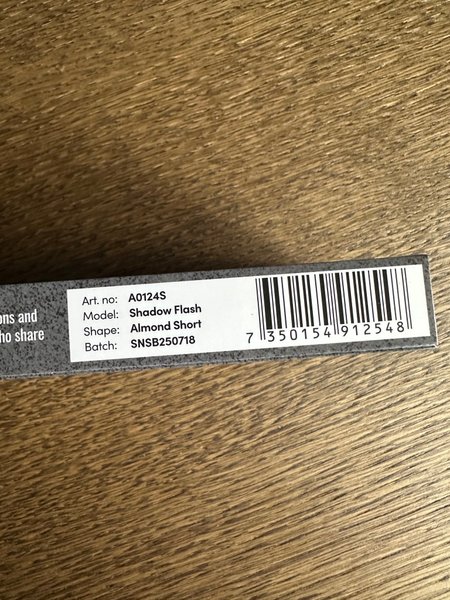 ons and
ho share
Art. no: A0124S
Model: Shadow Flash
Shape: Almond Short
Batch: SNSB250718
7 350154 912548